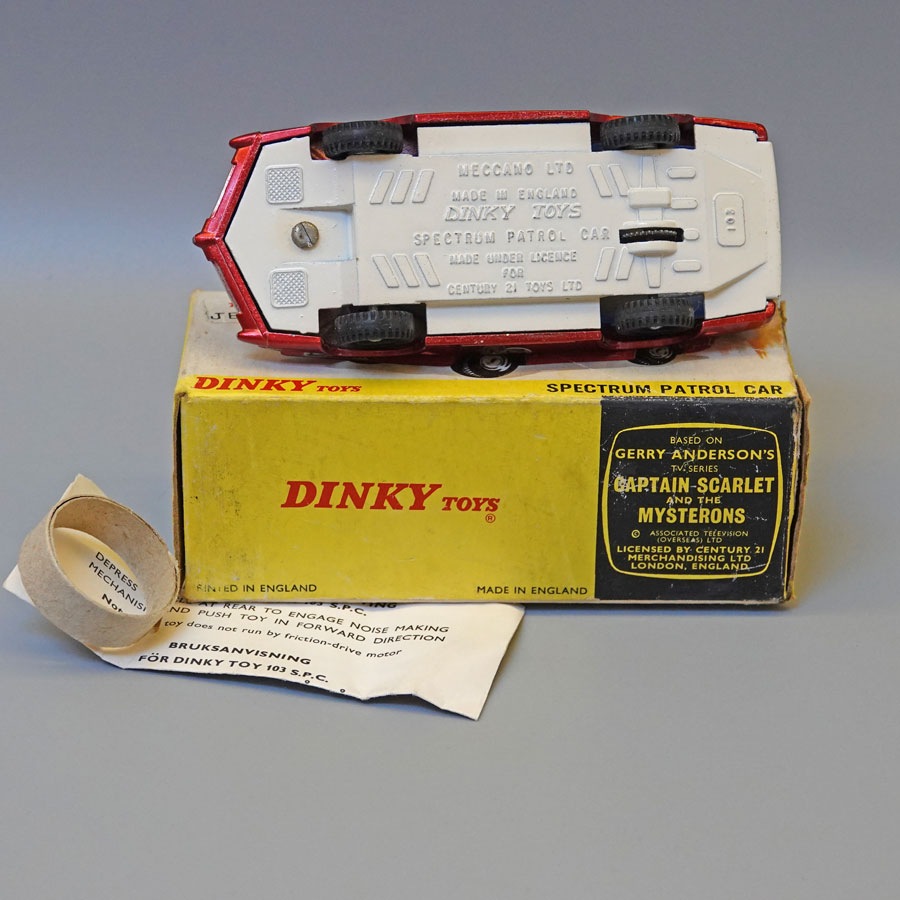 MECCANO LTD
MADE IN ENGLAND
DINKY TOYS
SPECTRUM PATROL CAR
MADE UNDER LICENCE
FOR
CENTURY 21 TOYS LTD
103
DINKY TOYS
SPECTRUM PATROL CAR
DINKY TOYS
®
BASED ON
GERRY ANDERSON'S
T.V. SERIES
CAPTAIN SCARLET
AND THE
MYSTERONS
© ASSOCIATED TELEVISION
(OVERSEAS) LTD
LICENSED BY CENTURY 21
MERCHANDISING LTD
LONDON, ENGLAND
PRINTED IN ENGLAND
MADE IN ENGLAND
DEPRESS
MECHANIS
103 S.P.C.
AT REAR TO ENGAGE NOISE MAKING
ND PUSH TOY IN FORWARD DIRECTION
toy does not run by friction-drive motor
BRUKSANVISNING
FÖR DINKY TOY 103 S.P.C.